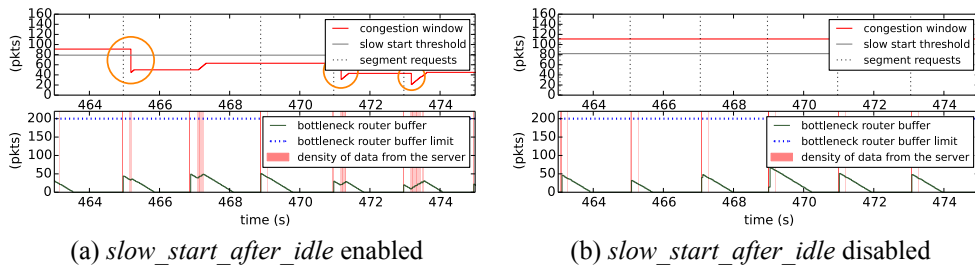 160
140
120
100
80
60
40
20
0
(pkts)
congestion window
slow start threshold
segment requests
464 466 468 470 472 474
200
150
100
50
0
(pkts)
bottleneck router buffer
bottleneck router buffer limit
density of data from the server
464 466 468 470 472 474
time (s)
(a) slow_start_after_idle enabled
160
140
120
100
80
60
40
20
0
(pkts)
congestion window
slow start threshold
segment requests
464 466 468 470 472 474
200
150
100
50
0
(pkts)
bottleneck router buffer
bottleneck router buffer limit
density of data from the server
464 466 468 470 472 474
time (s)
(b) slow_start_after_idle disabled